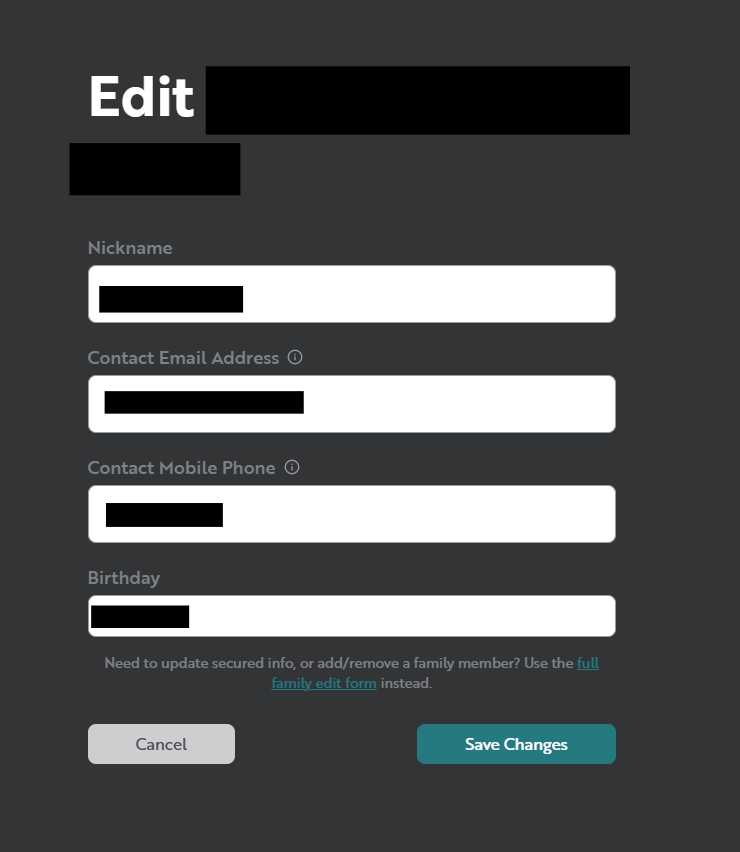 Edit
Nickname
Contact Email Address
Contact Mobile Phone
Birthday
Need to update secured info, or add/remove a family member? Use the full
family edit form instead.
Cancel
Save Changes